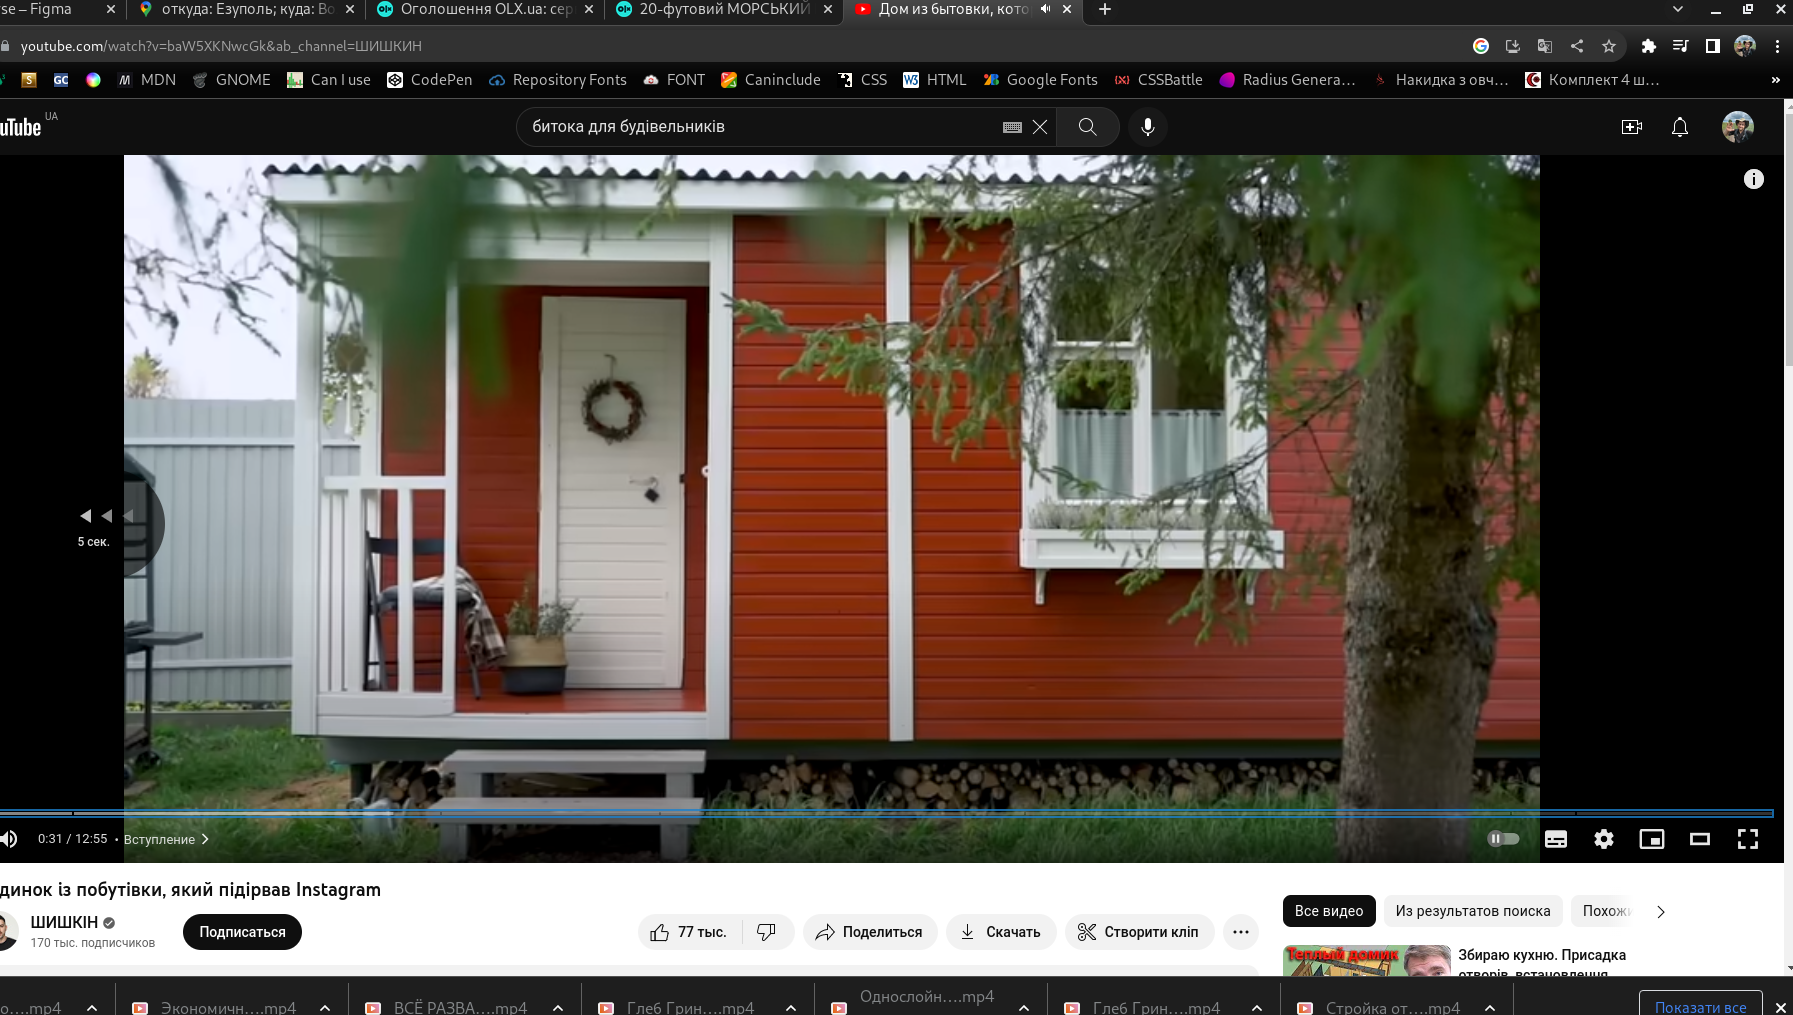 se – Figma
откуда: Езуполь; куда: Во
Оголошення OLX.ua: сер
20-футовий МОРСЬКИЙ
Дом из бытовки, кото
youtube.com/watch?v=baW5XKNwcGk&ab_channel=ШИШКИН
S
GC
MDN
GNOME
Can I use
CodePen
Repository Fonts
FONT
Caninclude
CSS
HTML
Google Fonts
CSSBattle
Radius Genera…
Накидка з овч…
Комплект 4 ш…
»
uTube UA
битока для будівельників
5 сек.
0:31 / 12:55 • Вступление
динок із побутівки, який підірвав Instagram
ШИШКІН
170 тыс. подписчиков
Подписаться
77 тыс.
Поделиться
Скачать
Створити кліп
Все видео
Из результатов поиска
Похожи
Теплый домик
Збираю кухню. Присадка
отворів, встановлення
о….mp4
Экономичн….mp4
ВСЁ РАЗВА….mp4
Глеб Грин….mp4
Однослойн….mp4
Глеб Грин….mp4
Стройка от….mp4
Показати все